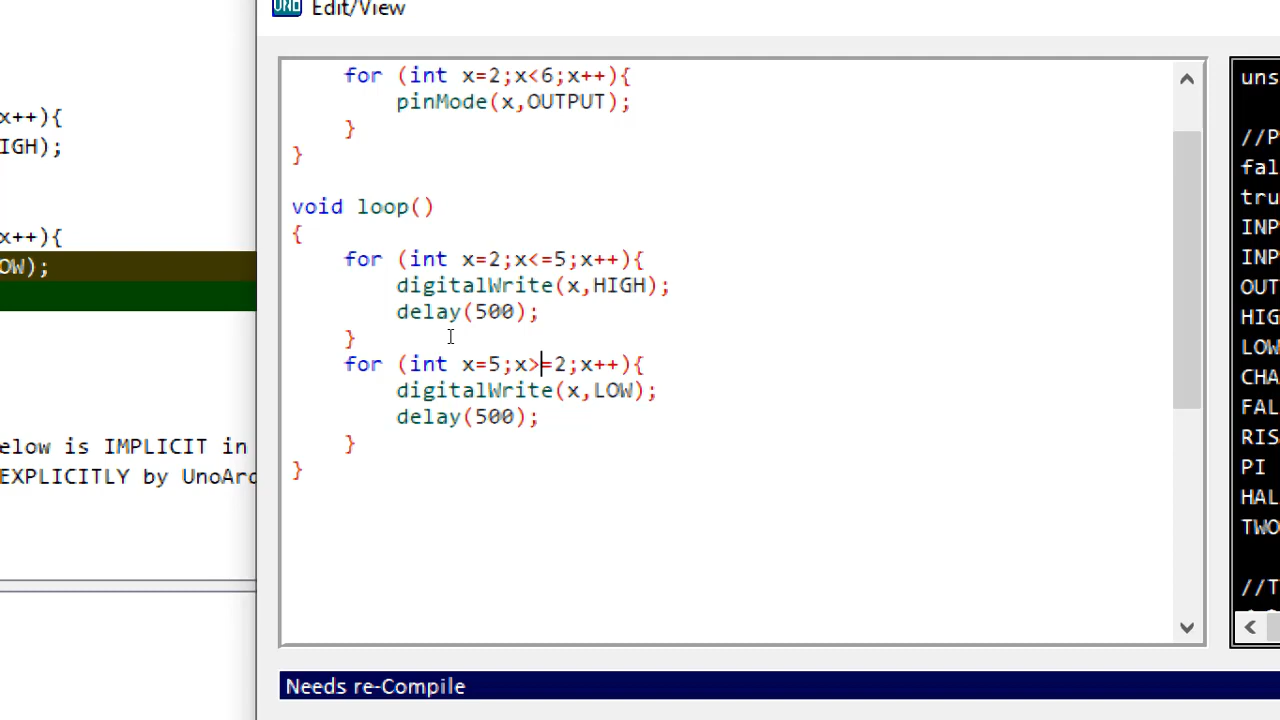 Edit/View
for (int x=2;x<6;x++){
pinMode(x,OUTPUT);
}
}
void loop()
{
for (int x=2;x<=5;x++){
digitalWrite(x,HIGH);
delay(500);
}
for (int x=5;x>=2;x++){
digitalWrite(x,LOW);
delay(500);
}
}
Needs re-Compile
x++){
IGH);
x++){
OW);
elow is IMPLICIT in
EXPLICITLY by UnoArd
uns
//P
fal
tru
INP
INP
OUT
HIG
LOW
CHA
FAL
RIS
PI
HAL
TWO
//T